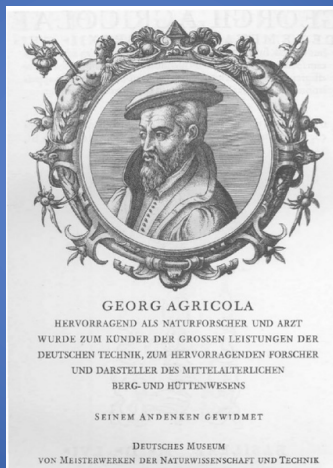 GEORG AGRICOLA
HERVORRAGEND ALS NATURFORSCHER UND ARZT
WURDE ZUM KÜNDER DER GROSSEN LEISTUNGEN DER
DEUTSCHEN TECHNIK, ZUM HERVORRAGENDEN FORSCHER
UND DARSTELLER DES MITTELALTERLICHEN
BERG- UND HÜTTENWESENS
SEINEM ANDENKEN GEWIDMET
DEUTSCHES MUSEUM
VON MEISTERWERKEN DER NATURWISSENSCHAFT UND TECHNIK